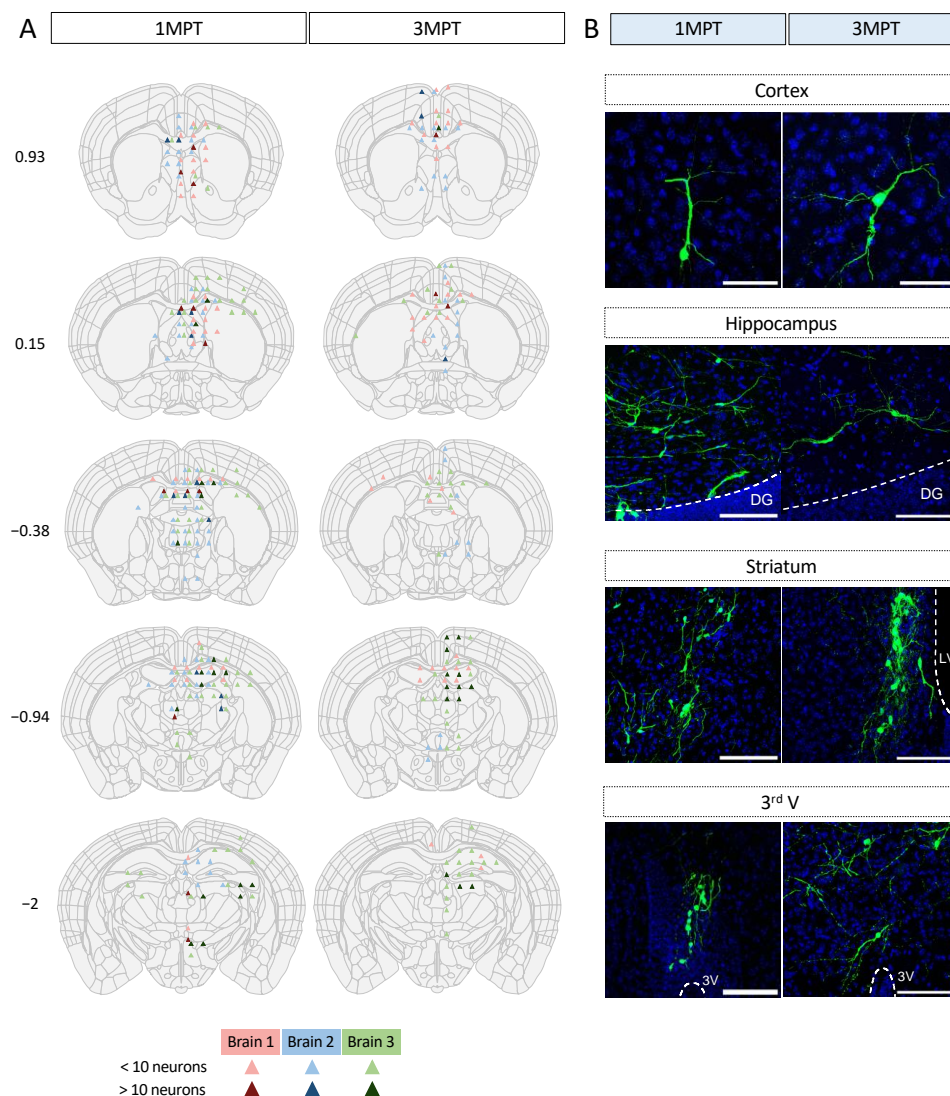 A
1MPT
3MPT
0.93
0.15
−0.38
−0.94
−2
Brain 1
Brain 2
Brain 3
< 10 neurons
> 10 neurons
B
1MPT
3MPT
Cortex
Hippocampus
DG
DG
Striatum
LV
3rd V
3V
3V